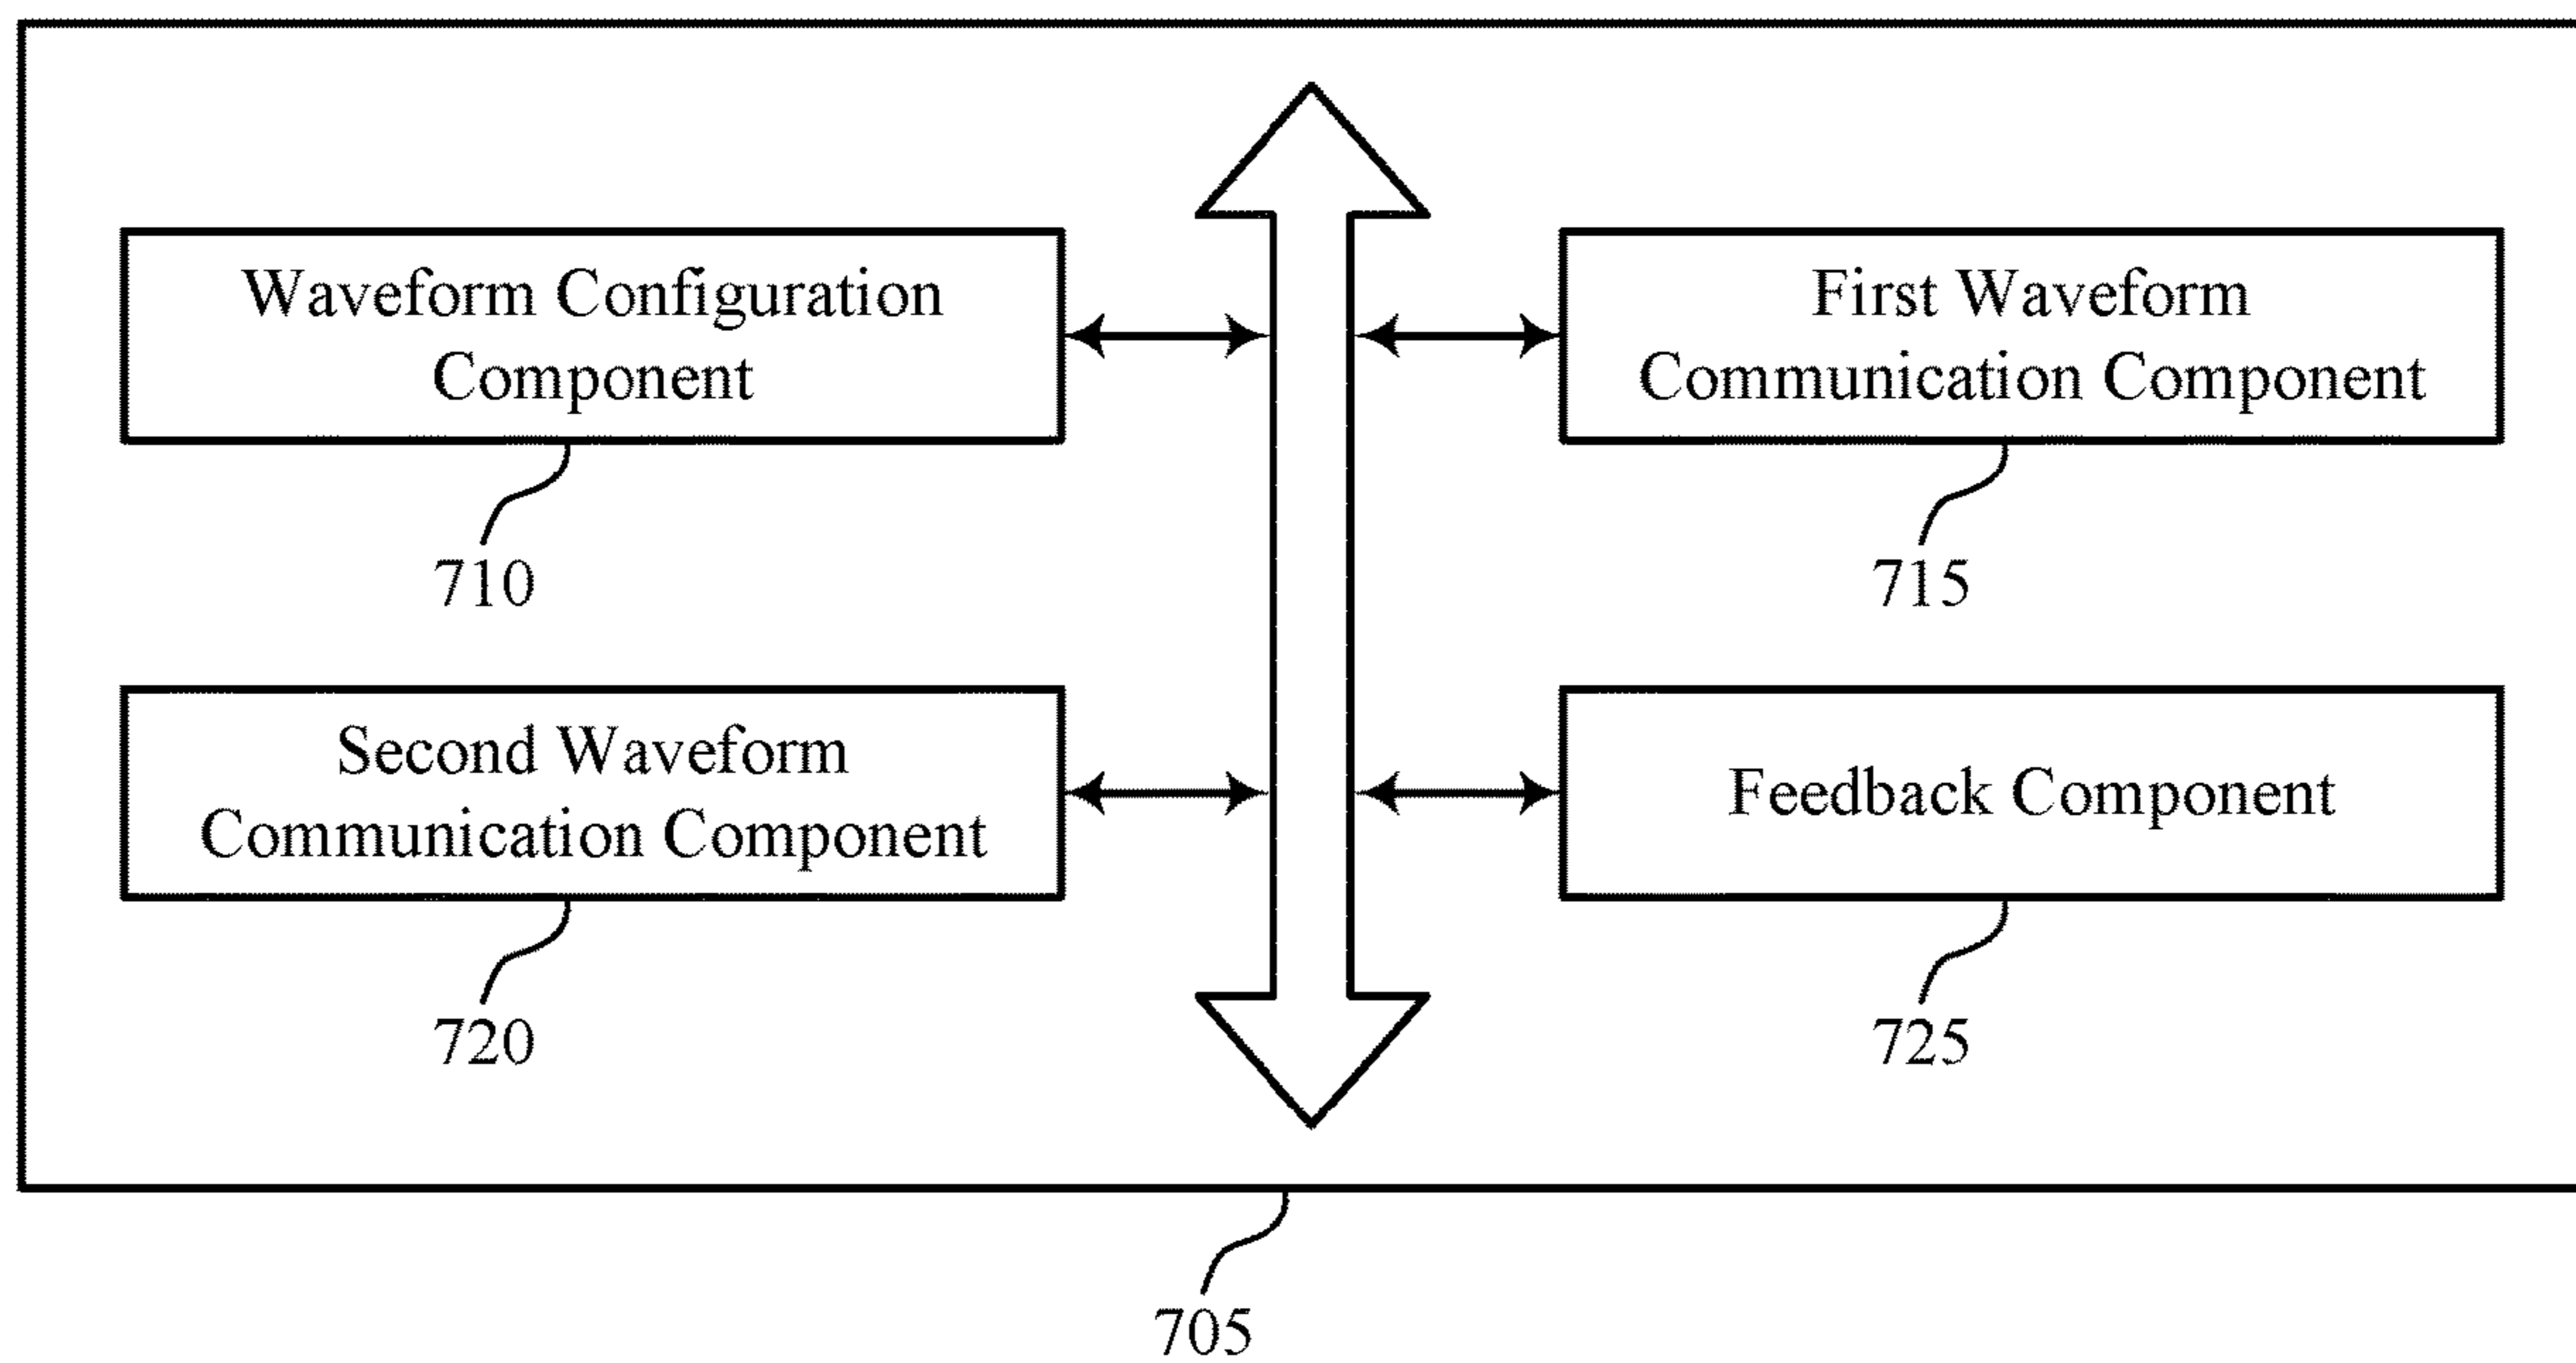 Waveform Configuration
Component
710
First Waveform
Communication Component
715
Second Waveform
Communication Component
720
Feedback Component
725
705